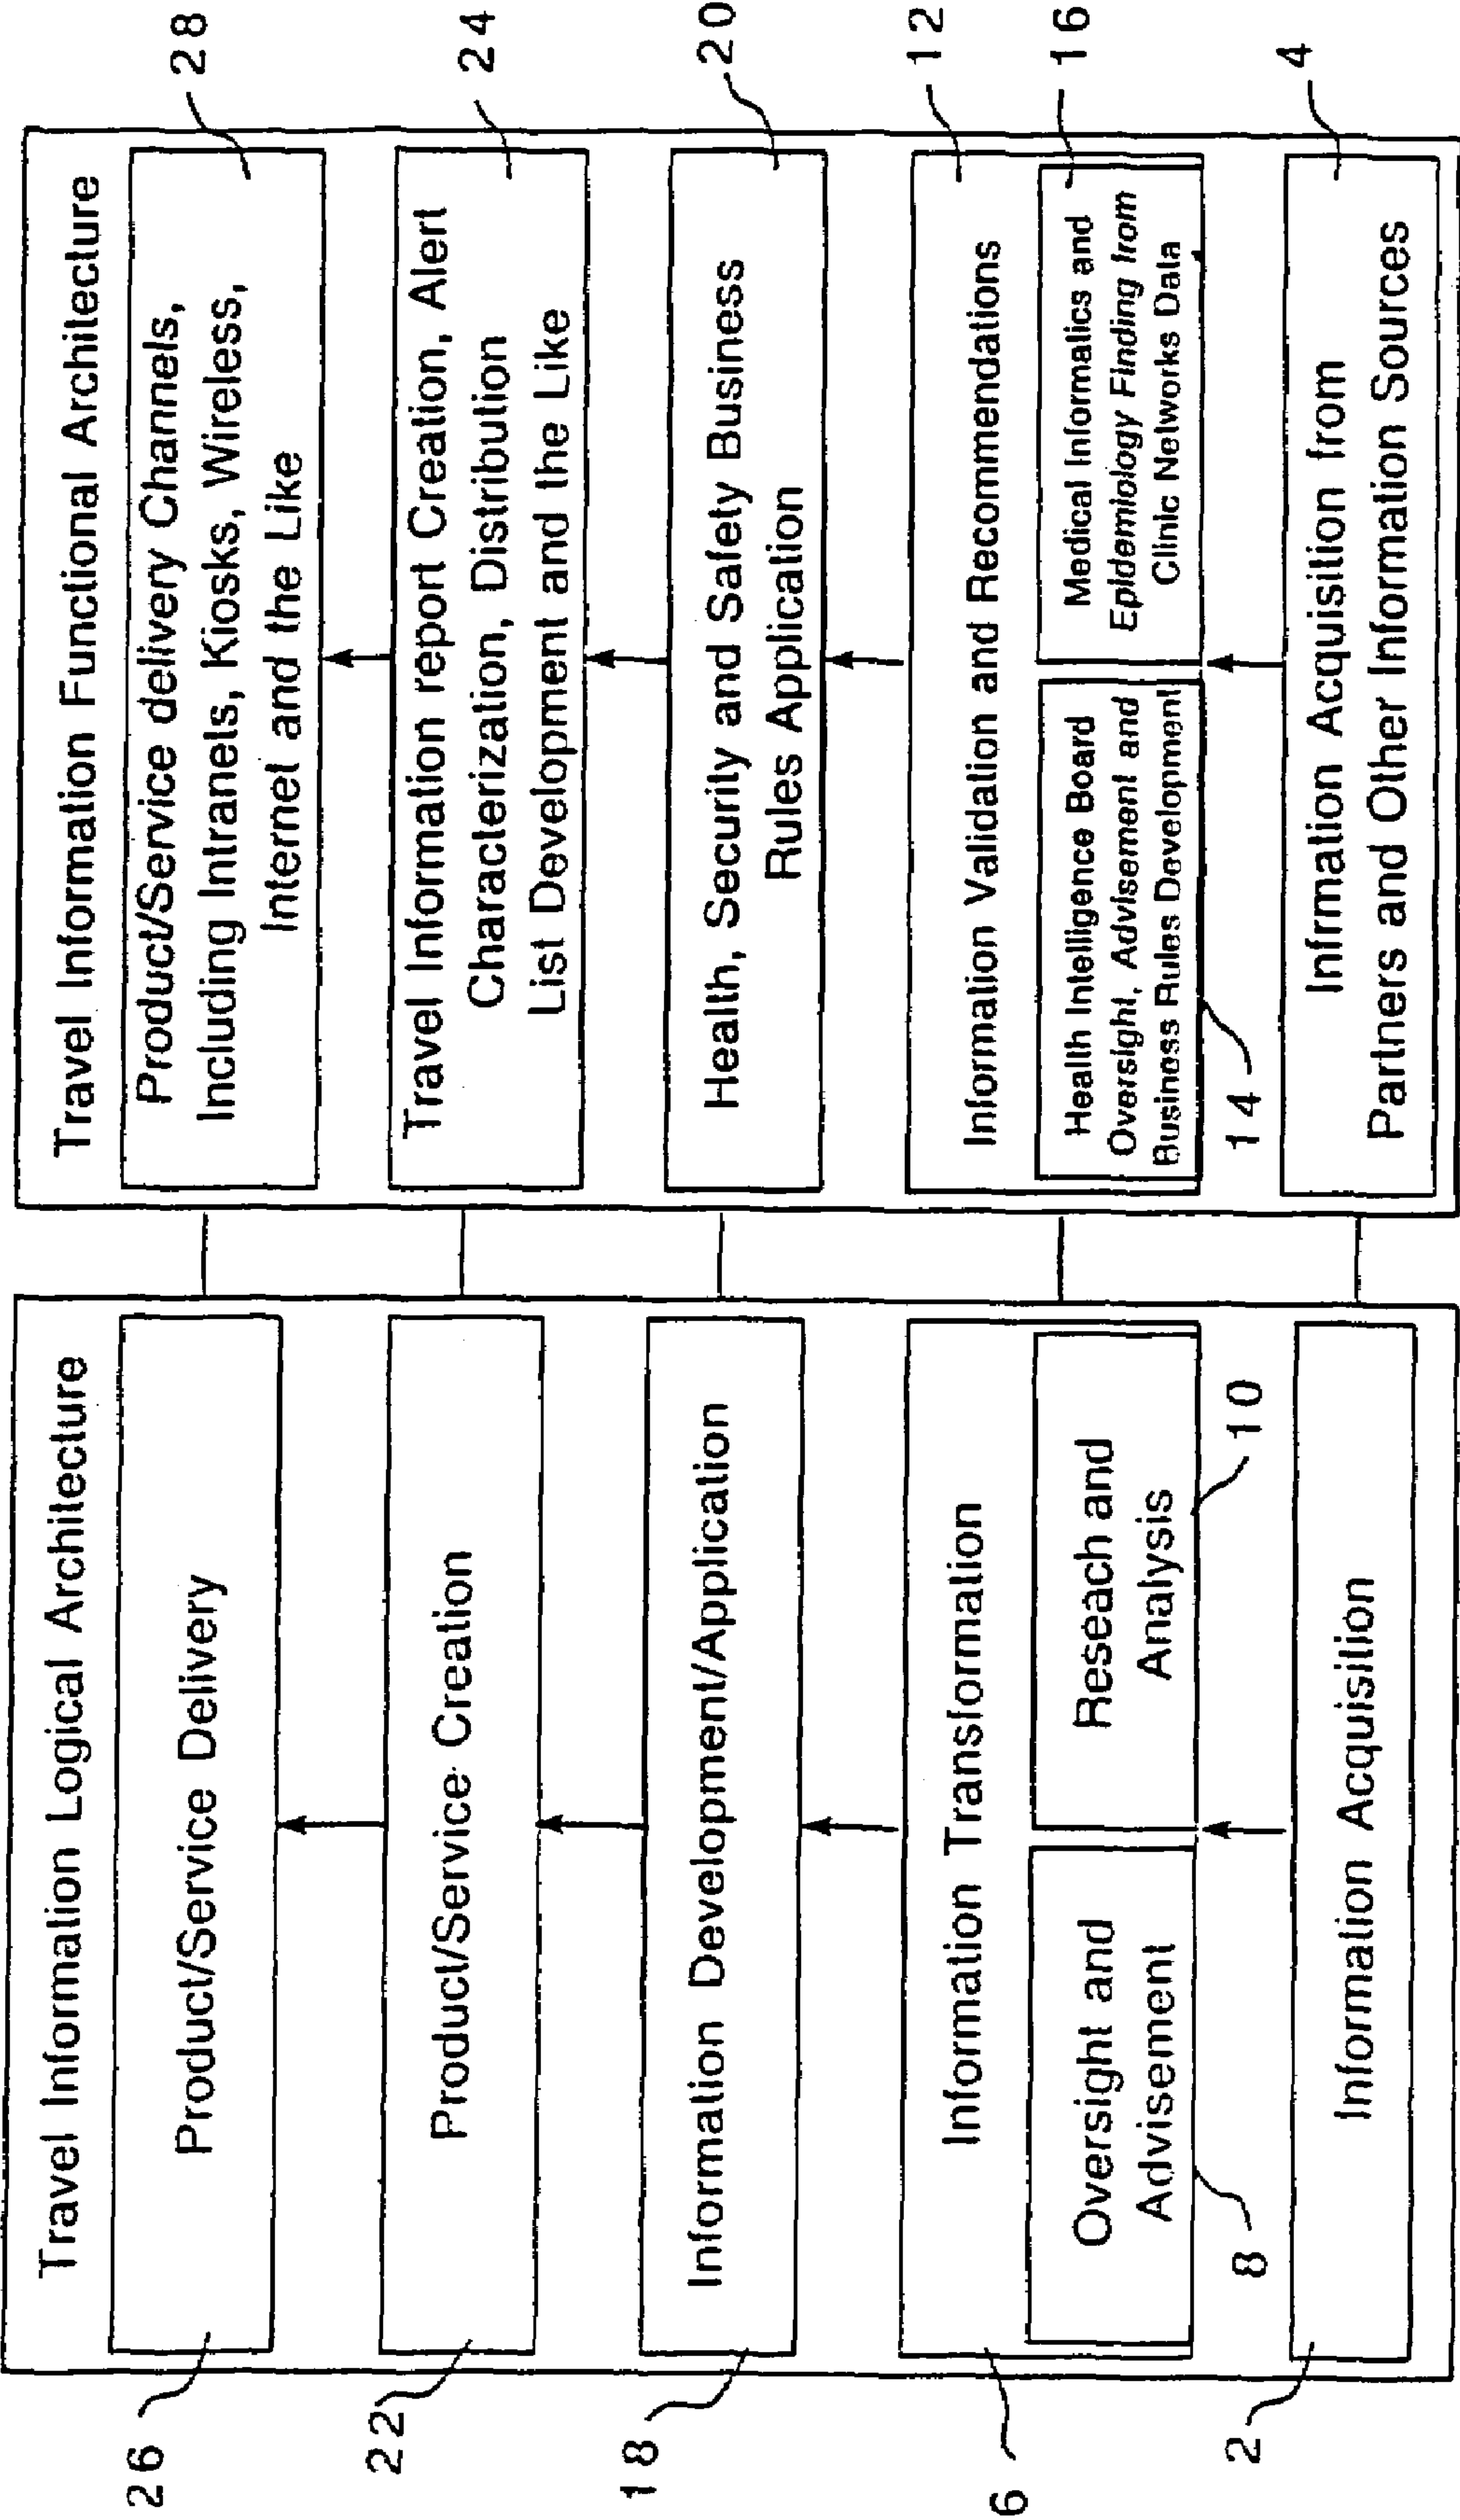 Travel Information Logical Architecture
26
Product/Service Delivery
22
Product/Service Creation
18
Information Development/Application
6
Information Transformation
Oversight and
Advisement
8
Reseach and
Analysis
10
2
Information Acquisition
Travel Information Functional Architecture
Product/Service delivery Channels,
Including Intranets, Kiosks, Wireless,
Internet and the Like
28
Travel Information report Creation, Alert
Characterization, Distribution
List Development and the Like
24
Health, Security and Safety Business
Rules Application
20
Information Validation and Recommendations
12
Health Intelligence Board
Oversight, Advisement and
Business Rules Development
14
Medical Informatics and
Epidemiology Finding from
Clinic Networks Data
16
Infrmation Acquisition from
Partners and Other Information Sources
4